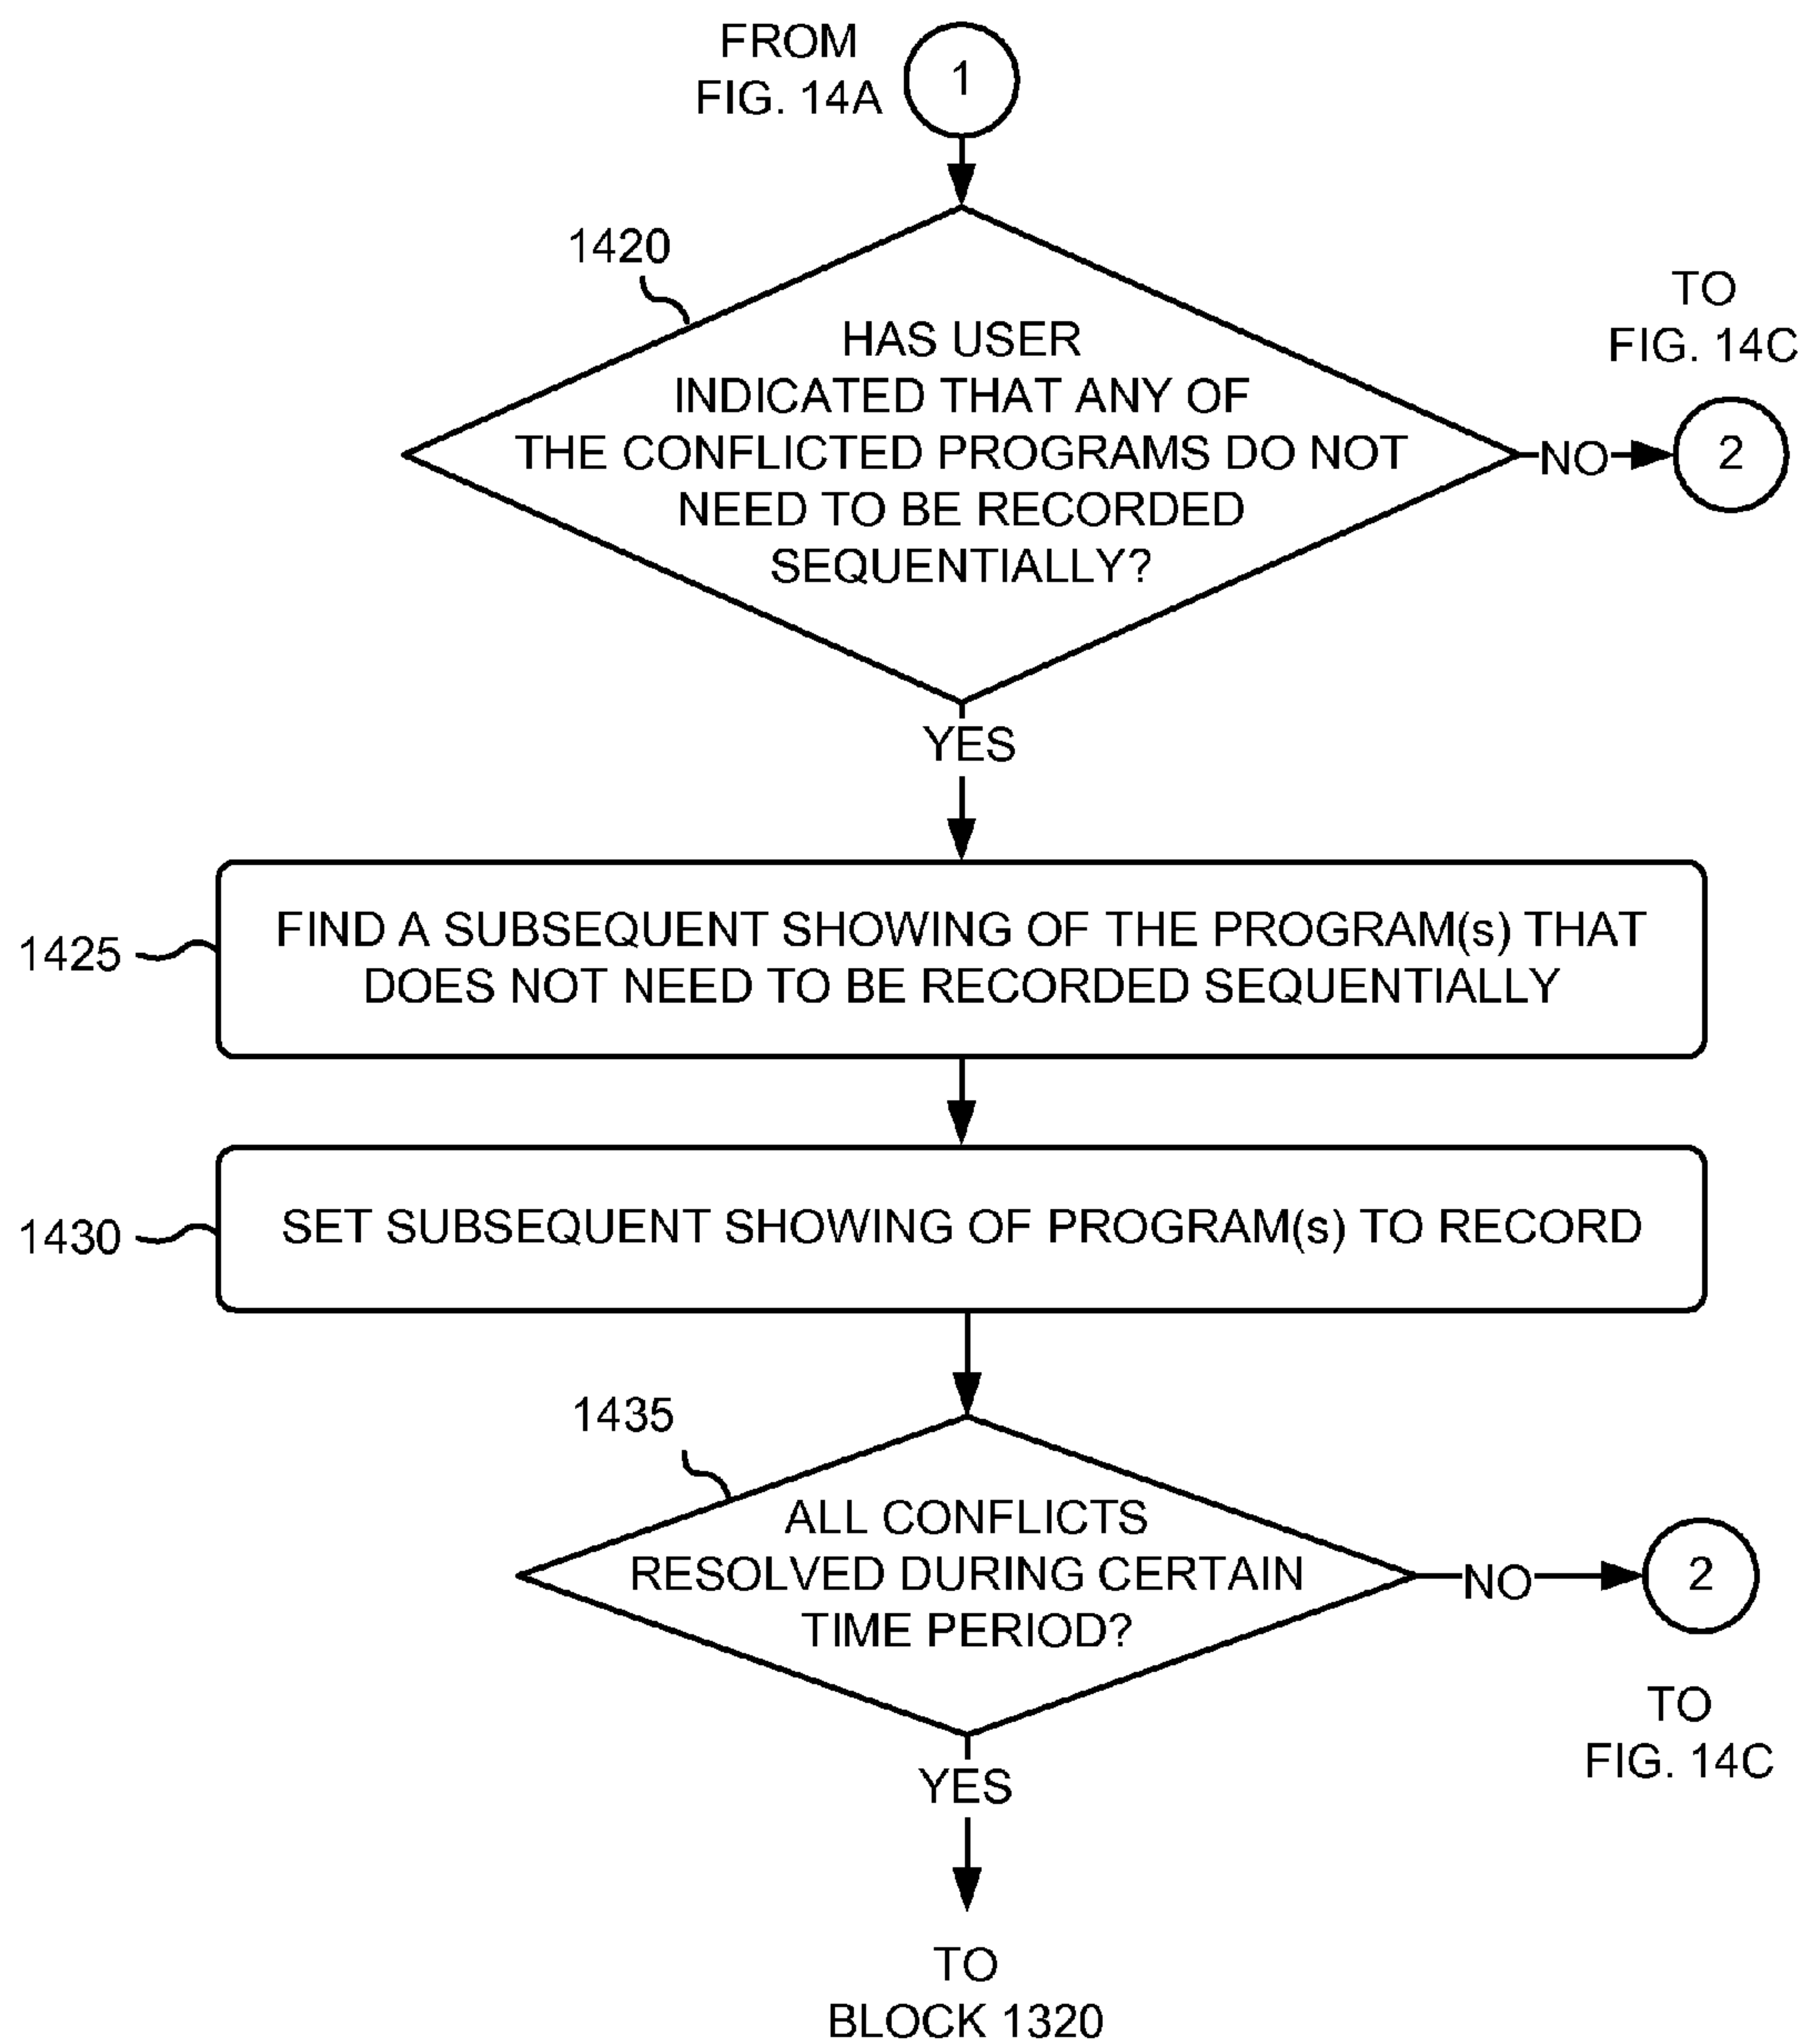 FROM
FIG. 14A
1
1420
HAS USER
INDICATED THAT ANY OF
THE CONFLICTED PROGRAMS DO NOT
NEED TO BE RECORDED
SEQUENTIALLY?
NO
TO
FIG. 14C
2
YES
1425
FIND A SUBSEQUENT SHOWING OF THE PROGRAM(s) THAT
DOES NOT NEED TO BE RECORDED SEQUENTIALLY
1430
SET SUBSEQUENT SHOWING OF PROGRAM(s) TO RECORD
1435
ALL CONFLICTS
RESOLVED DURING CERTAIN
TIME PERIOD?
NO
2
TO
FIG. 14C
YES
TO
BLOCK 1320